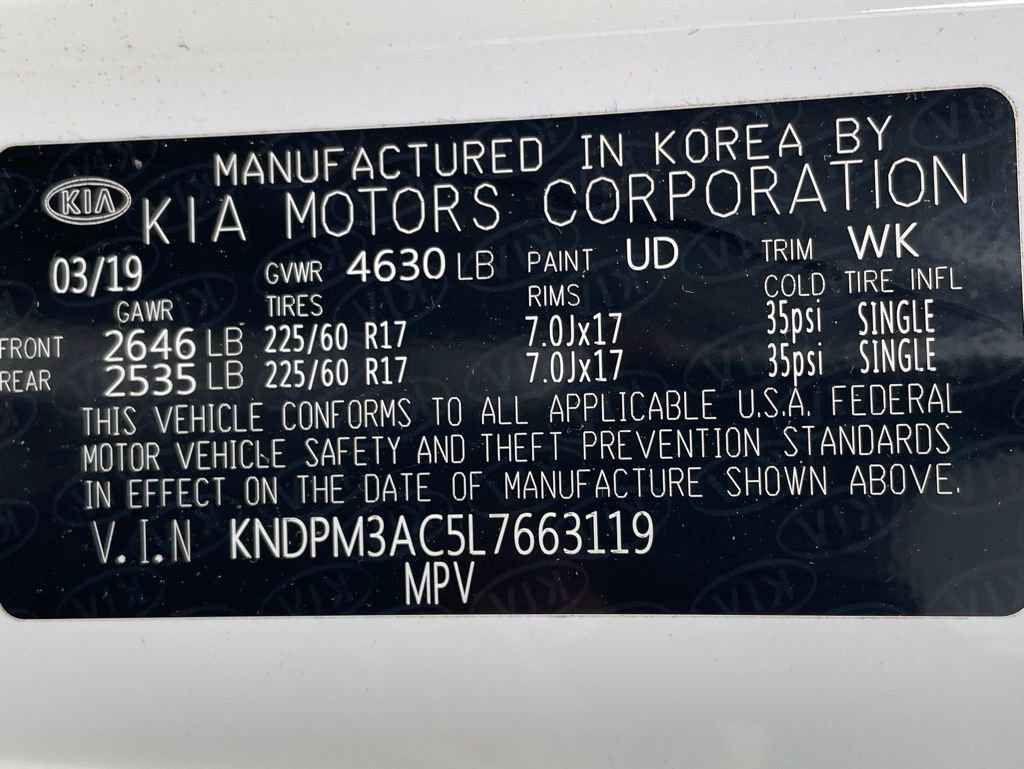 MANUFACTURED IN KOREA BY
KIA KIA MOTORS CORPORATION
03/19 GVWR 4630 LB PAINT UD TRIM WK
GAWR TIRES RIMS COLD TIRE INFL
FRONT 2646 LB 225/60 R17 7.0Jx17 35psi SINGLE
REAR 2535 LB 225/60 R17 7.0Jx17 35psi SINGLE
THIS VEHICLE CONFORMS TO ALL APPLICABLE U.S.A. FEDERAL
MOTOR VEHICLE SAFETY AND THEFT PREVENTION STANDARDS
IN EFFECT ON THE DATE OF MANUFACTURE SHOWN ABOVE.
V.I.N KNDPM3AC5L7663119
MPV